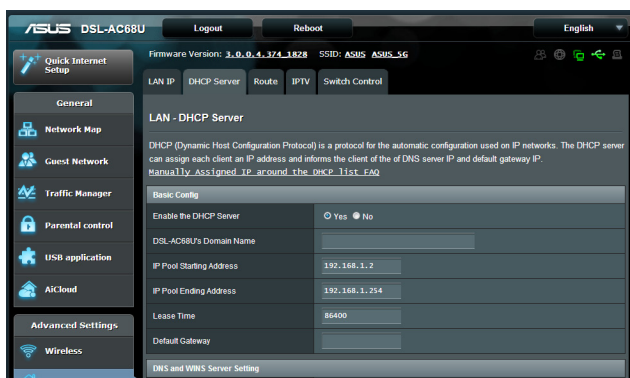 ASUS DSL-AC68U Logout Reboot English
Quick Internet Setup
Firmware Version: 3.0.0.4.374_1828 SSID: ASUS ASUS_5G
LAN IP DHCP Server Route IPTV Switch Control
General
Network Map
Guest Network
Traffic Manager
Parental control
USB application
AiCloud
Advanced Settings
Wireless
LAN - DHCP Server
DHCP (Dynamic Host Configuration Protocol) is a protocol for the automatic configuration used on IP networks. The DHCP server
can assign each client an IP address and informs the client of the of DNS server IP and default gateway IP.
Manually Assigned IP around the DHCP list FAQ
Basic Config
Enable the DHCP Server Yes No
DSL-AC68U's Domain Name
IP Pool Starting Address 192.168.1.2
IP Pool Ending Address 192.168.1.254
Lease Time 86400
Default Gateway
DNS and WINS Server Setting